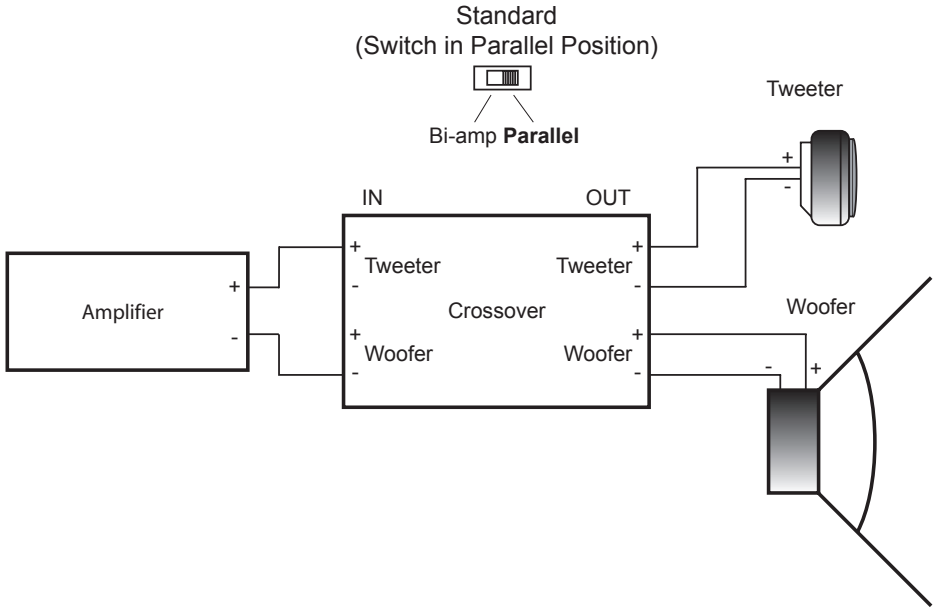 Standard
(Switch in Parallel Position)
Bi-amp Parallel
Tweeter
+
-
IN
OUT
+
+
Tweeter
Tweeter
-
-
+
Amplifier
-
Crossover
+
+
Woofer
Woofer
-
-
Woofer
-
+